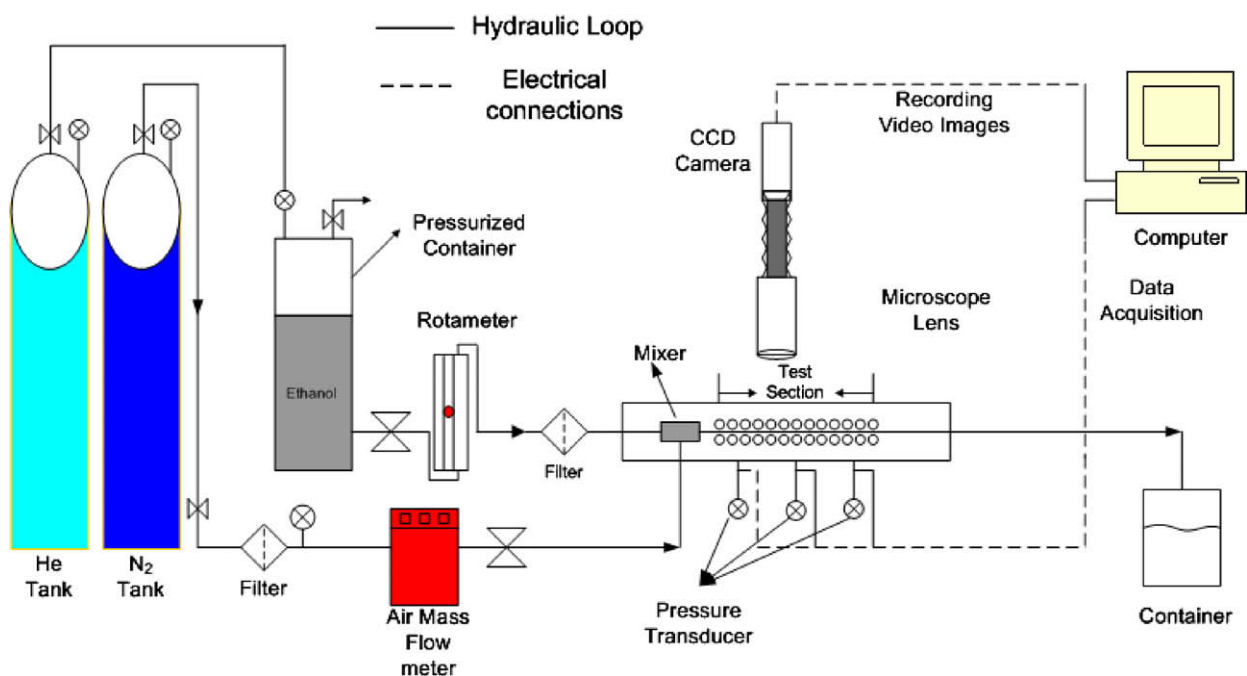 Hydraulic Loop
Electrical
connections
Recording
Video Images
CCD
Camera
Computer
Pressurized
Container
Data
Acquisition
Microscope
Lens
Rotameter
Mixer
Test
Section
Ethanol
Filter
He
Tank
N2
Tank
Filter
Air Mass
Flow
meter
Pressure
Transducer
Container